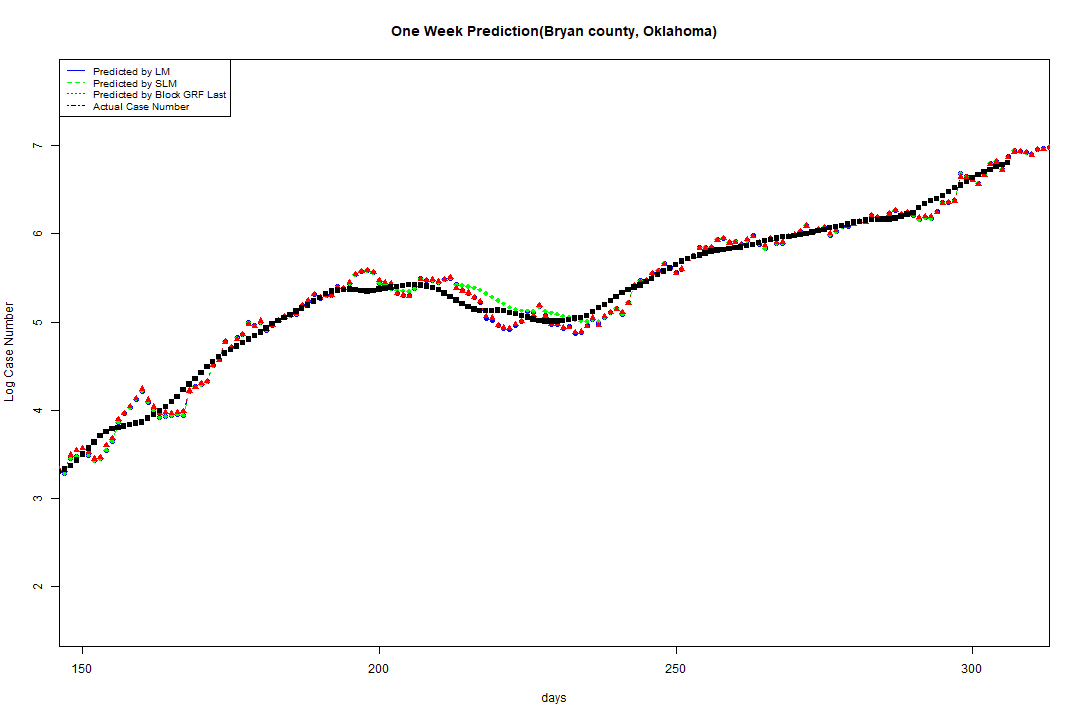 One Week Prediction(Bryan county, Oklahoma)
Predicted by LM
Predicted by SLM
Predicted by Block GRF Last
Actual Case Number
7
6
5
4
3
2
Log Case Number
150 200 250 300
days